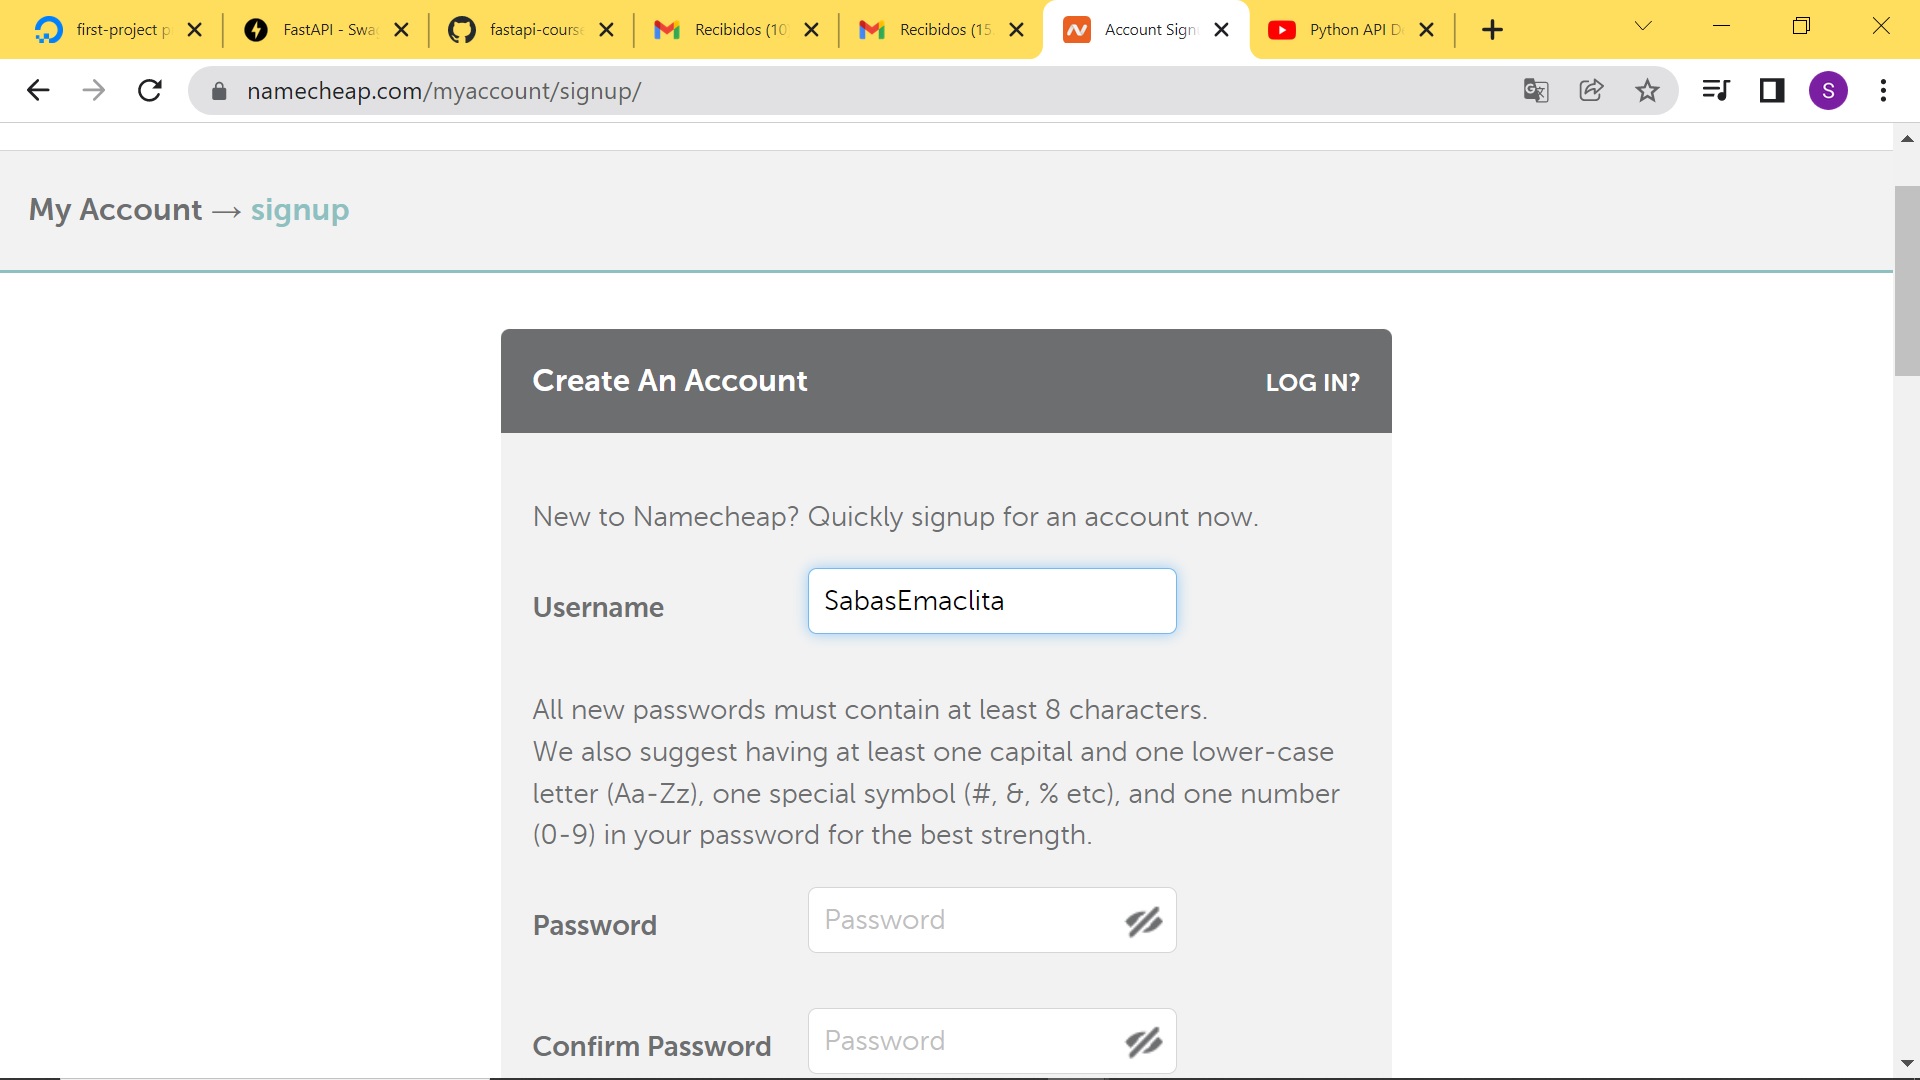 first-project p
FastAPI - Swa
fastapi-course
Recibidos (10
Recibidos (15.
Account Sign
Python API D
namecheap.com/myaccount/signup/
S
My Account → signup
Create An Account
LOG IN?
New to Namecheap? Quickly signup for an account now.
Username
SabasEmaclita
All new passwords must contain at least 8 characters.
We also suggest having at least one capital and one lower-case
letter (Aa-Zz), one special symbol (#, &, % etc), and one number
(0-9) in your password for the best strength.
Password
Password
Confirm Password
Password